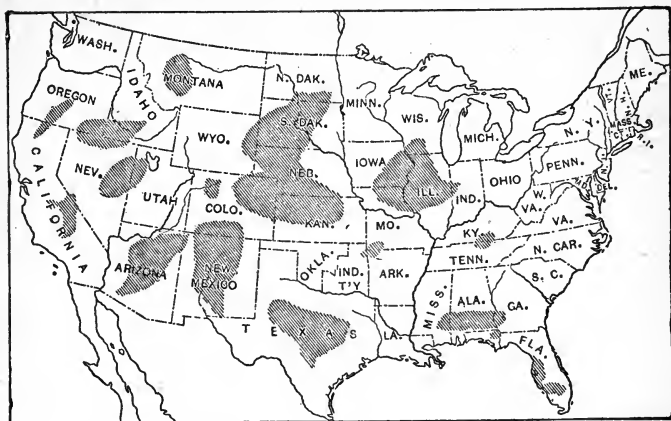 WASH.
MONTANA
N. DAK.
MINN.
ME.
OREGON
IDAHO
S. DAK.
WIS.
MICH.
N. Y.
MASS.
R.I.
WYO.
IOWA
NEB.
PENN.
CALIFORNIA
NEV.
UTAH
COLO.
KAN.
MO.
ILL.
IND.
OHIO
W. VA.
DEL.
VA.
KY.
ARIZONA
NEW MEXICO
OKLA.
IND. T'Y
ARK.
TENN.
N. CAR.
S. C.
TEXAS
LA.
MISS.
ALA.
GA.
FLA.